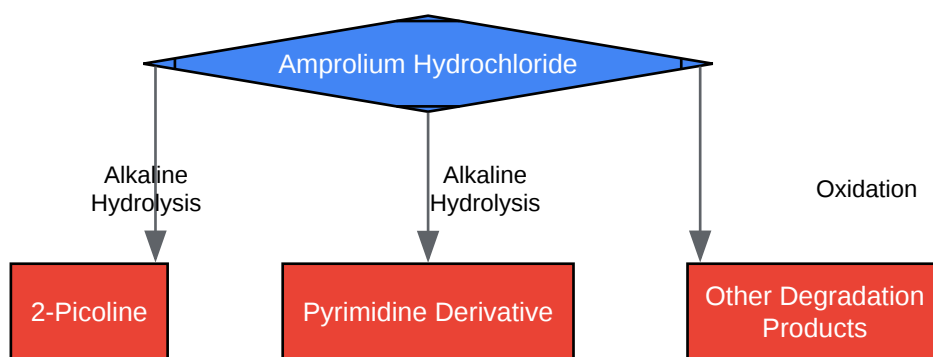 Amprolium Hydrochloride
Alkaline
Hydrolysis
Alkaline
Hydrolysis
Oxidation
2-Picoline
Pyrimidine Derivative
Other Degradation
Products